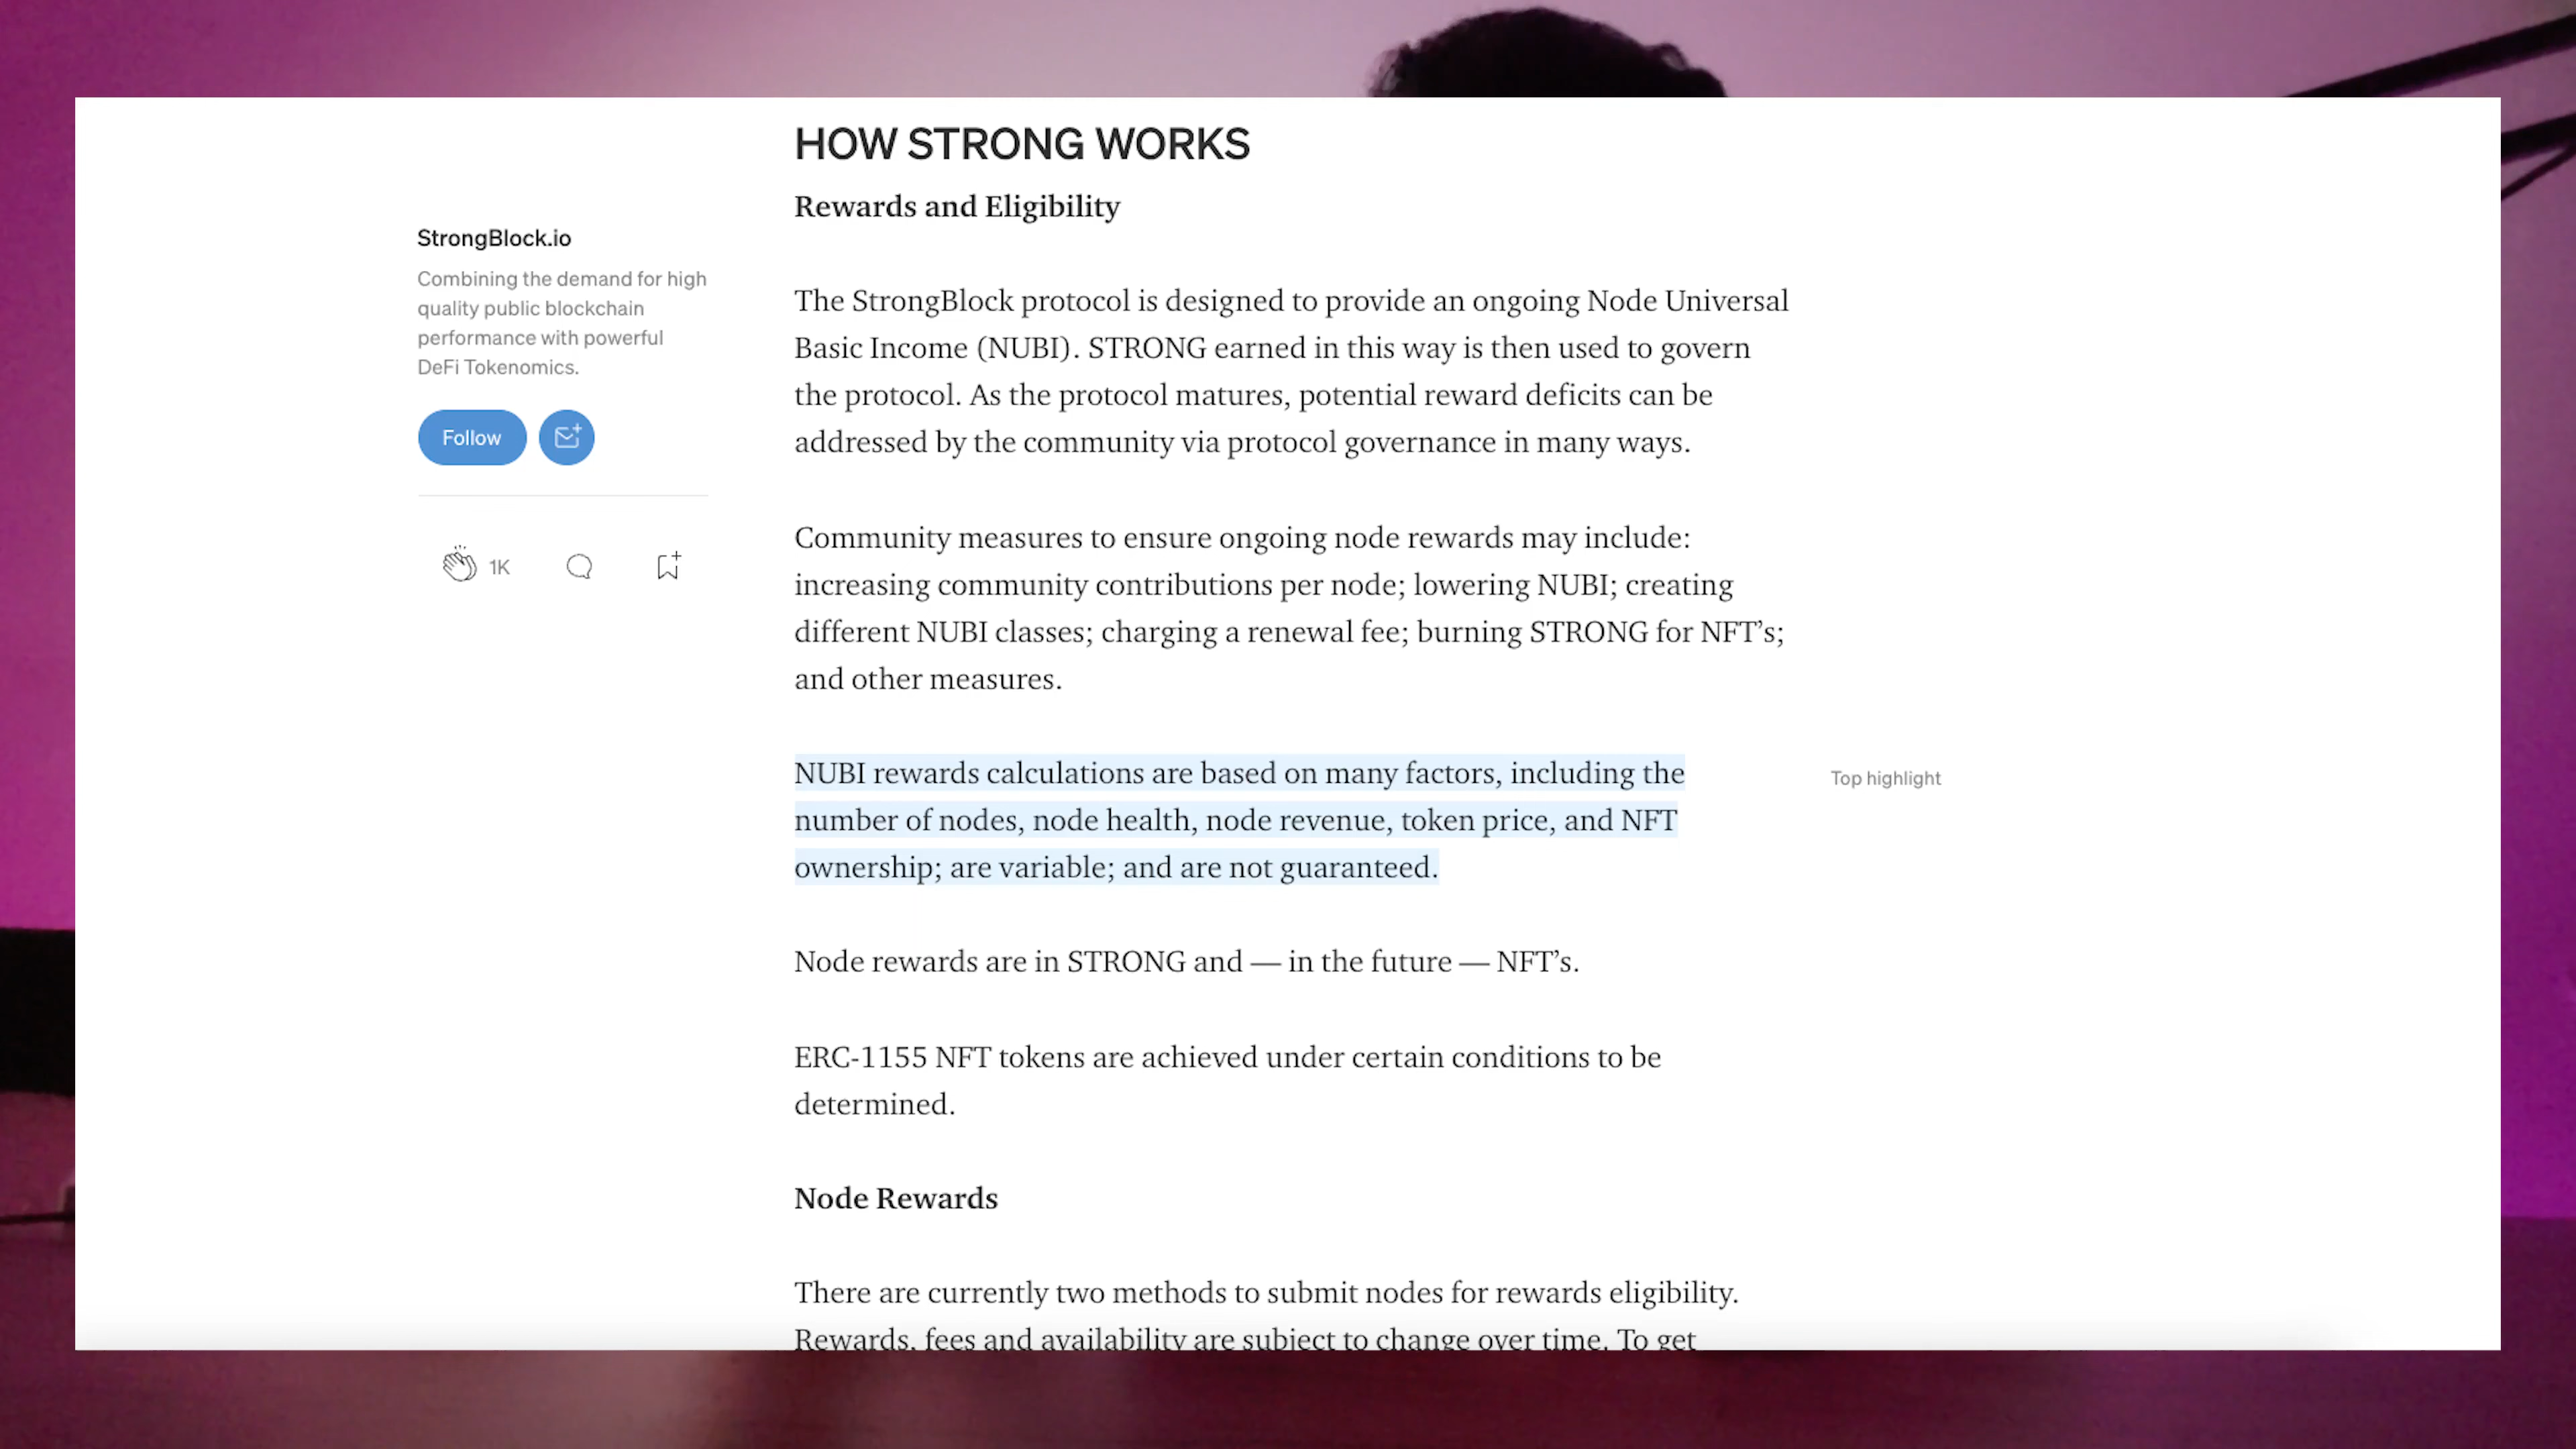 HOW STRONG WORKS
Rewards and Eligibility
StrongBlock.io
Combining the demand for high
quality public blockchain
performance with powerful
DeFi Tokenomics.
Follow
1K
The StrongBlock protocol is designed to provide an ongoing Node Universal
Basic Income (NUBI). STRONG earned in this way is then used to govern
the protocol. As the protocol matures, potential reward deficits can be
addressed by the community via protocol governance in many ways.
Community measures to ensure ongoing node rewards may include:
increasing community contributions per node; lowering NUBI; creating
different NUBI classes; charging a renewal fee; burning STRONG for NFT’s;
and other measures.
NUBI rewards calculations are based on many factors, including the
number of nodes, node health, node revenue, token price, and NFT
ownership; are variable; and are not guaranteed.
Top highlight
Node rewards are in STRONG and — in the future — NFT’s.
ERC-1155 NFT tokens are achieved under certain conditions to be
determined.
Node Rewards
There are currently two methods to submit nodes for rewards eligibility.
Rewards, fees and availability are subject to change over time. To get